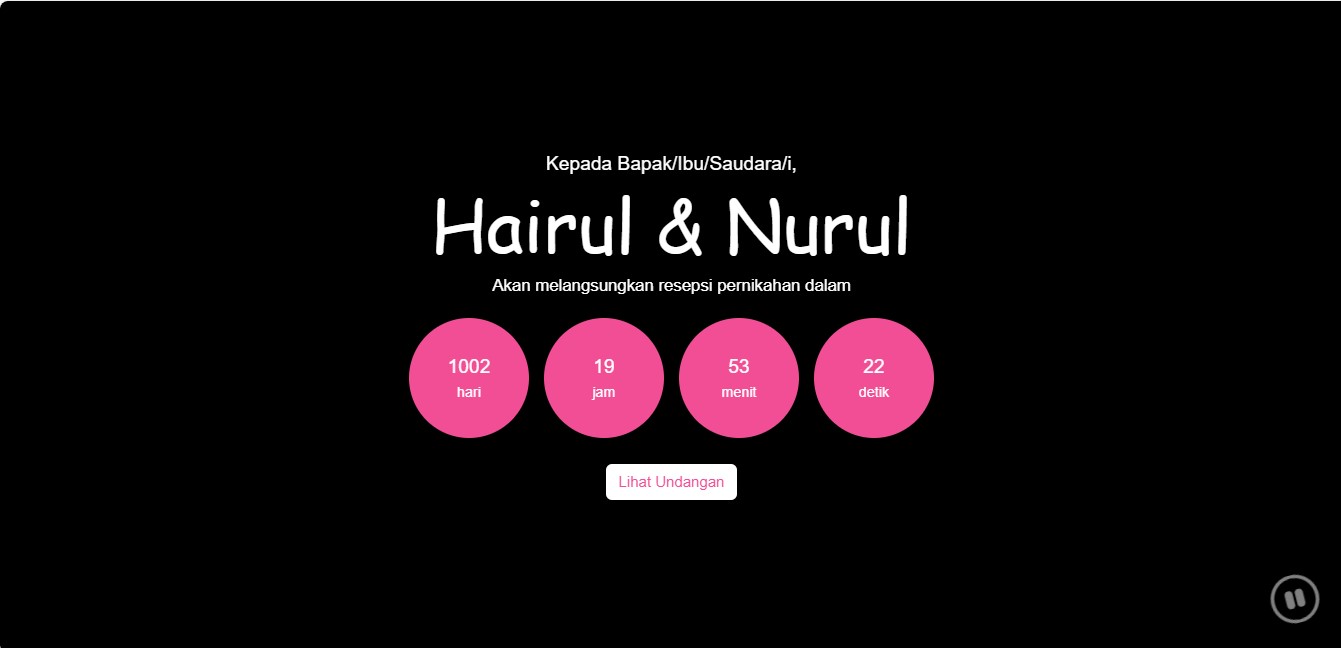 Kepada Bapak/Ibu/Saudara/i,
Hairul & Nurul
Akan melangsungkan resepsi pernikahan dalam
1002
hari
19
jam
53
menit
22
detik
Lihat Undangan